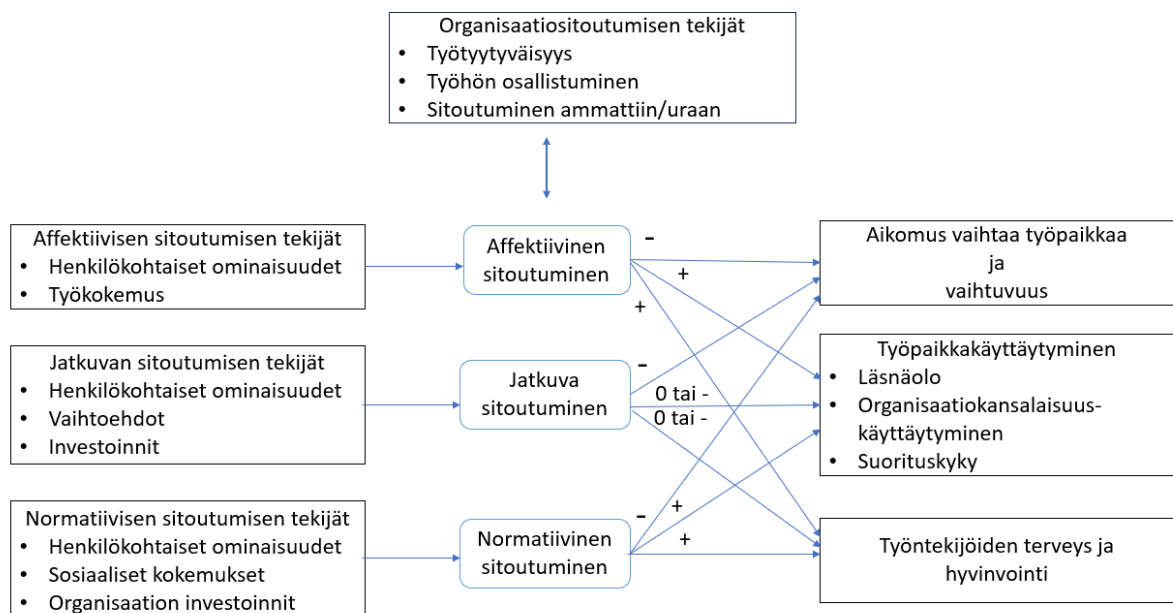 Organisaatiositoutumisen tekijät
• Työtyytyväisyys
• Työhön osallistuminen
• Sitoutuminen ammattiin/uraan
Affektiivisen sitoutumisen tekijät
• Henkilökohtaiset ominaisuudet
• Työkokemus
Affektiivinen
sitoutuminen
-
+
+
Aikomus vaihtaa työpaikkaa
ja
vaihtuvuus
Jatkuvan sitoutumisen tekijät
• Henkilökohtaiset ominaisuudet
• Vaihtoehdot
• Investoinnit
Jatkuva
sitoutuminen
-
0 tai -
0 tai -
Työpaikkakäyttäytyminen
• Läsnäolo
• Organisaatiokansalaisuus-
käyttäytyminen
• Suorituskyky
Normatiivisen sitoutumisen tekijät
• Henkilökohtaiset ominaisuudet
• Sosiaaliset kokemukset
• Organisaation investoinnit
Normatiivinen
sitoutuminen
-
+
+
Työntekijöiden terveys ja
hyvinvointi